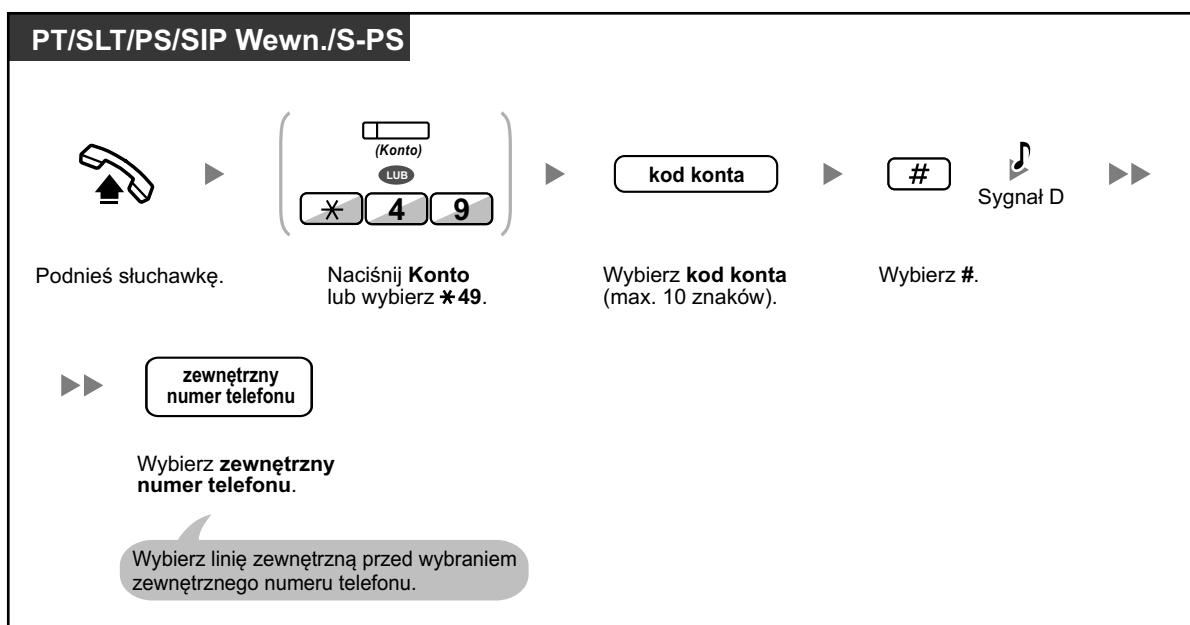 PT/SLT/PS/SIP Wewn./S-PS
(Konto)
LUB
* 4 9
kod konta
#
Sygnał D
Podnieś słuchawkę.
Naciśnij Konto
lub wybierz *49.
Wybierz kod konta
(max. 10 znaków).
Wybierz #.
zewnętrzny
numer telefonu
Wybierz zewnętrzny
numer telefonu.
Wybierz linię zewnętrzną przed wybraniem
zewnętrznego numeru telefonu.